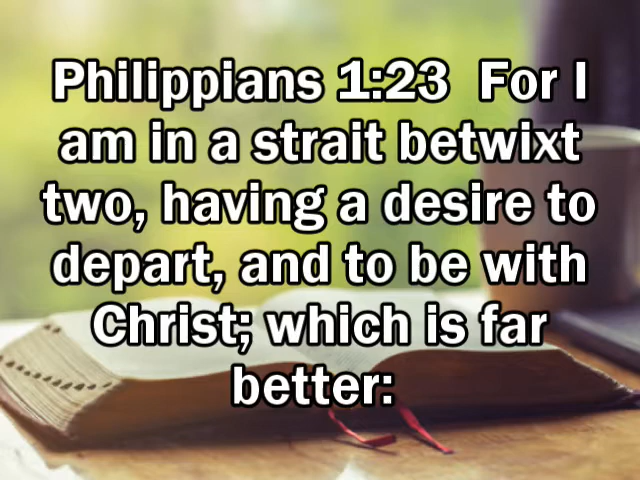 Philippians 1:23  For I
am in a strait betwixt
two, having a desire to
depart, and to be with
Christ; which is far
better: